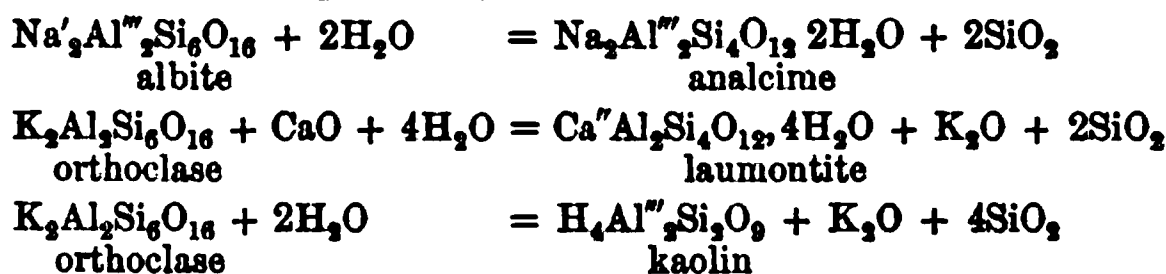 Na′₂Al‴₂Si₆O₁₆ + 2H₂O = Na₂Al‴₂Si₄O₁₂ 2H₂O + 2SiO₂
albite analcime
K₂Al₂Si₆O₁₆ + CaO + 4H₂O = Ca″Al₂Si₄O₁₂, 4H₂O + K₂O + 2SiO₂
orthoclase laumontite
K₂Al₂Si₆O₁₆ + 2H₂O = H₄Al‴₂Si₂O₉ + K₂O + 4SiO₂
orthoclase kaolin